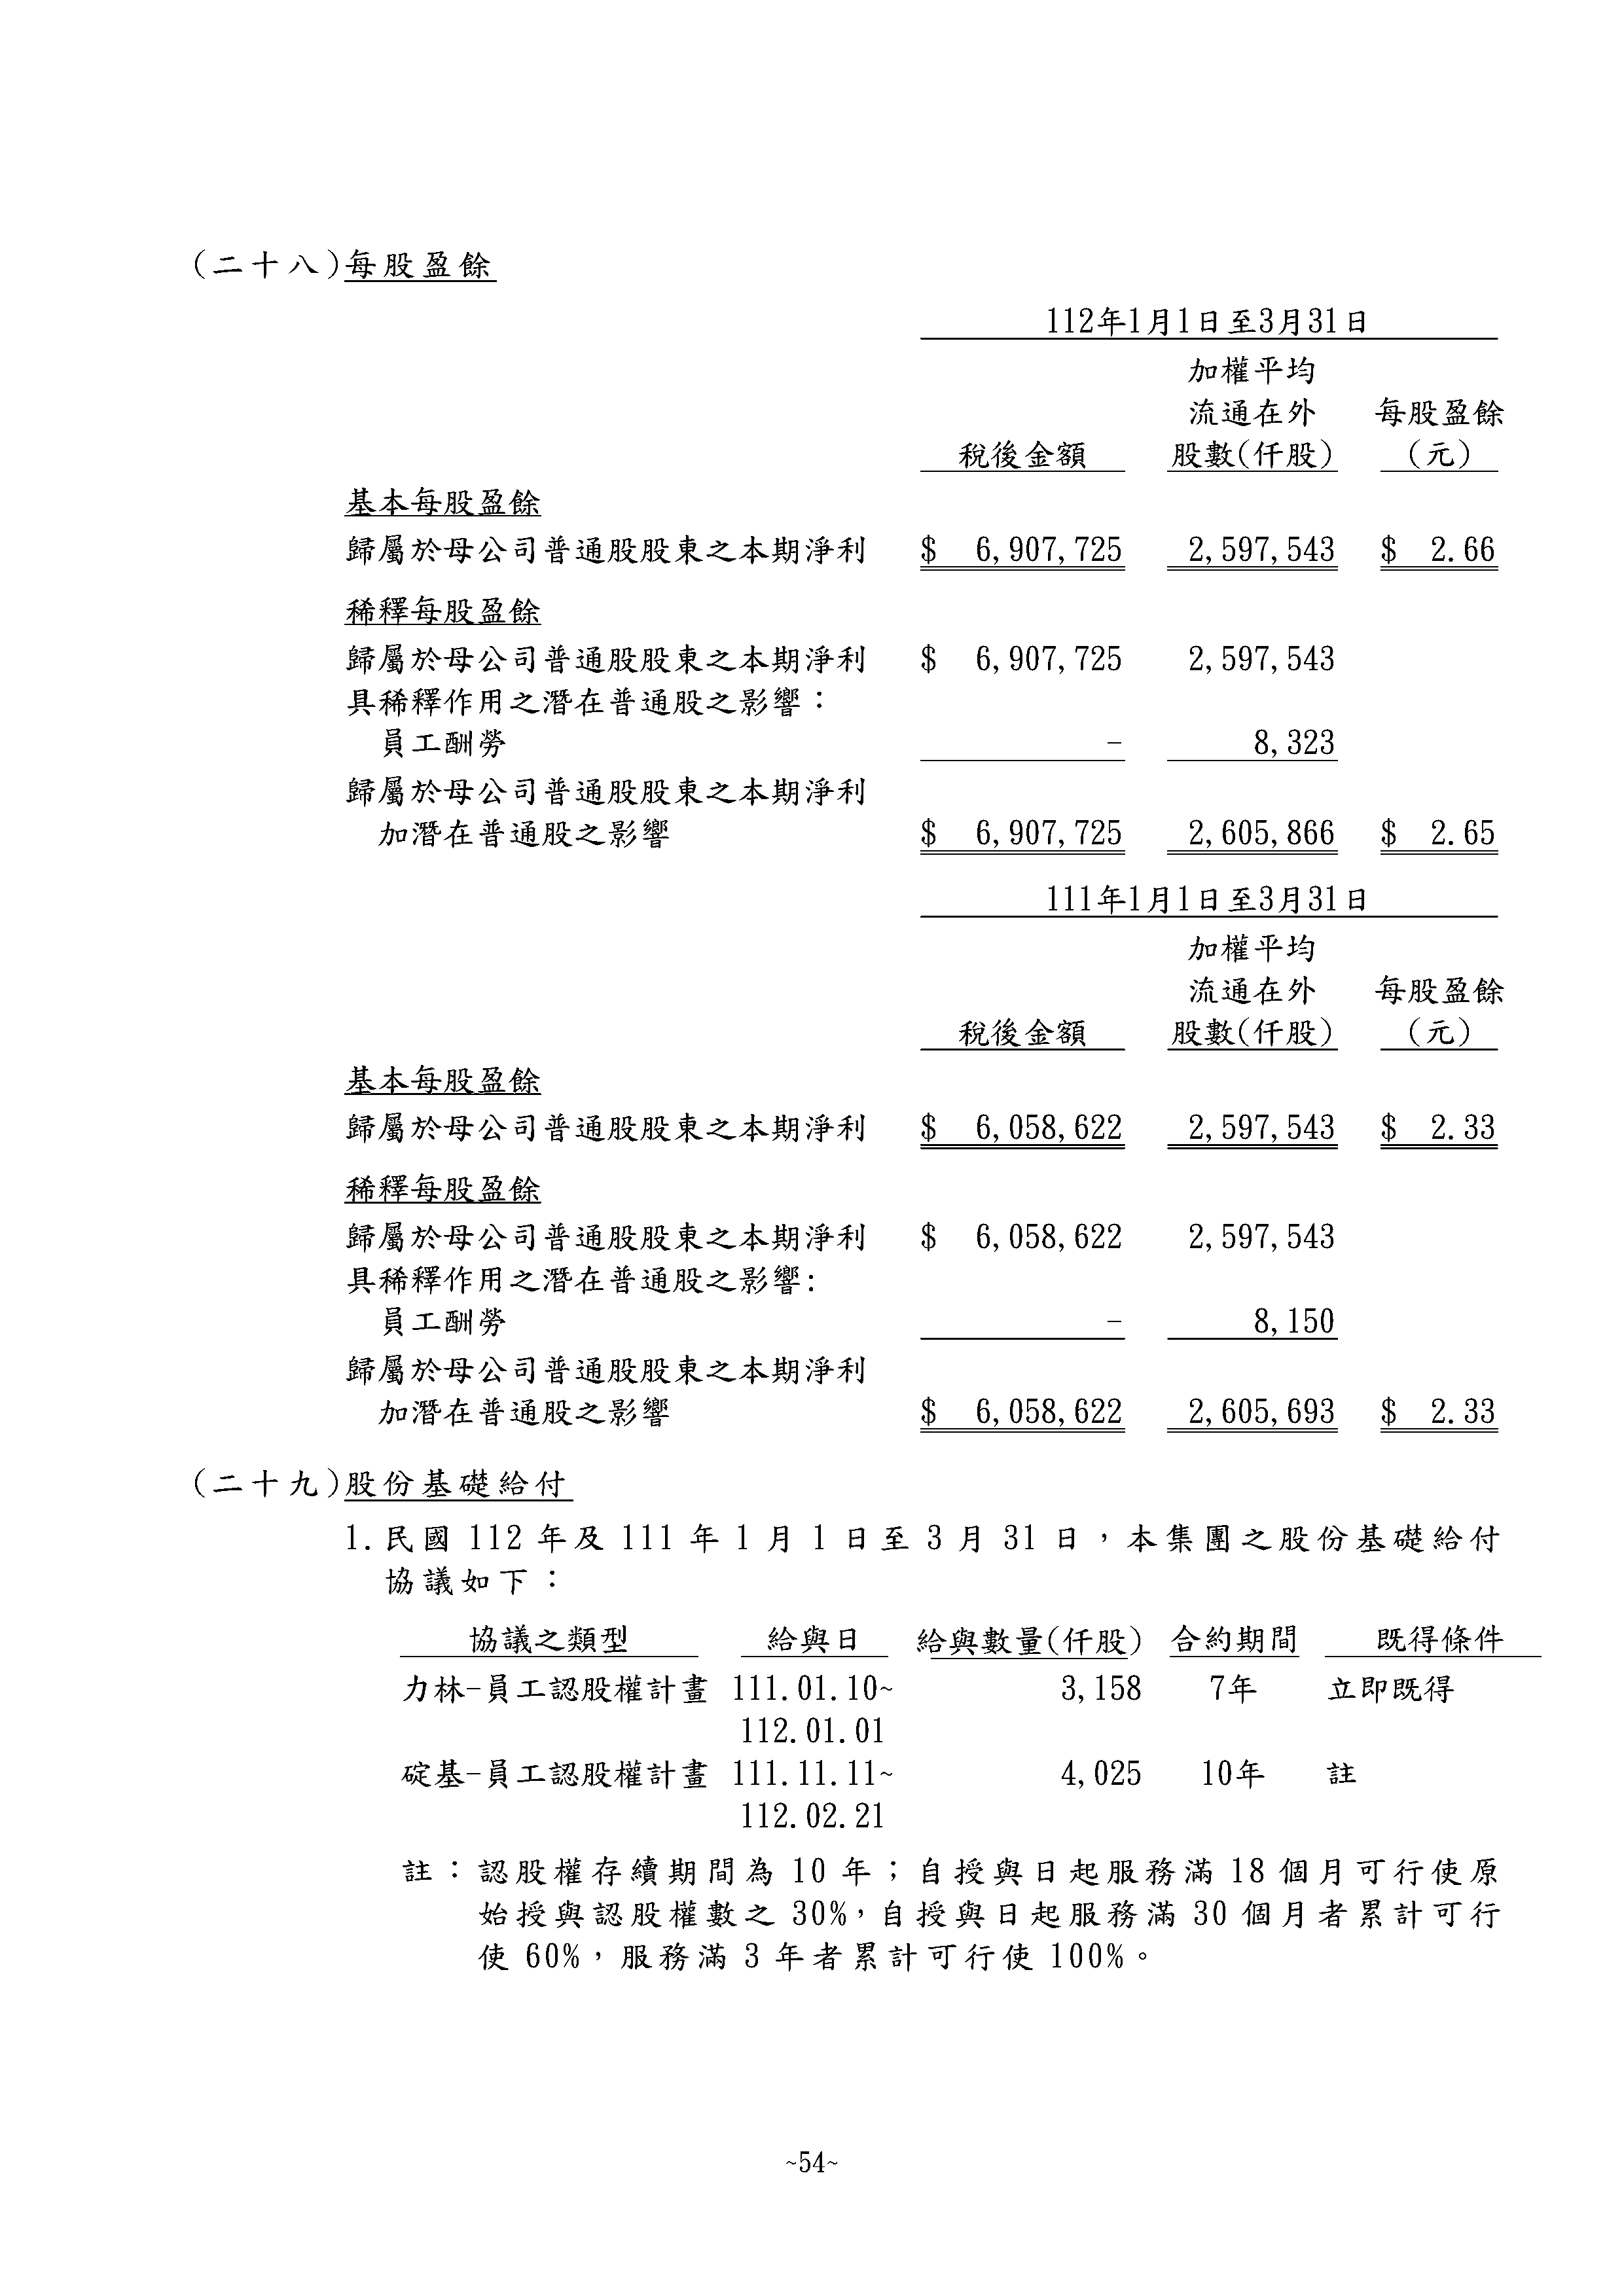 (二十八)每股盈餘
112年1月1日至3月31日
加權平均
流通在外 每股盈餘
稅後金額 股數(仟股) (元)
基本每股盈餘
歸屬於母公司普通股股東之本期淨利 $ 6,907,725 2,597,543 $ 2.66
稀釋每股盈餘
歸屬於母公司普通股股東之本期淨利 $ 6,907,725 2,597,543
具稀釋作用之潛在普通股之影響：
員工酬勞 - 8,323
歸屬於母公司普通股股東之本期淨利
加潛在普通股之影響 $ 6,907,725 2,605,866 $ 2.65
111年1月1日至3月31日
加權平均
流通在外 每股盈餘
稅後金額 股數(仟股) (元)
基本每股盈餘
歸屬於母公司普通股股東之本期淨利 $ 6,058,622 2,597,543 $ 2.33
稀釋每股盈餘
歸屬於母公司普通股股東之本期淨利 $ 6,058,622 2,597,543
具稀釋作用之潛在普通股之影響:
員工酬勞 - 8,150
歸屬於母公司普通股股東之本期淨利
加潛在普通股之影響 $ 6,058,622 2,605,693 $ 2.33
(二十九)股份基礎給付
1.民國 112 年及 111 年 1 月 1 日至 3 月 31 日，本集團之股份基礎給付
協議如下：
協議之類型 給與日 給與數量(仟股) 合約期間 既得條件
力林-員工認股權計畫 111.01.10~ 3,158 7年 立即既得
112.01.01
碇基-員工認股權計畫 111.11.11~ 4,025 10年 註
112.02.21
註：認股權存續期間為 10 年；自授與日起服務滿 18 個月可行使原
始授與認股權數之 30%，自授與日起服務滿 30 個月者累計可行
使 60%，服務滿 3 年者累計可行使 100%。
~54~